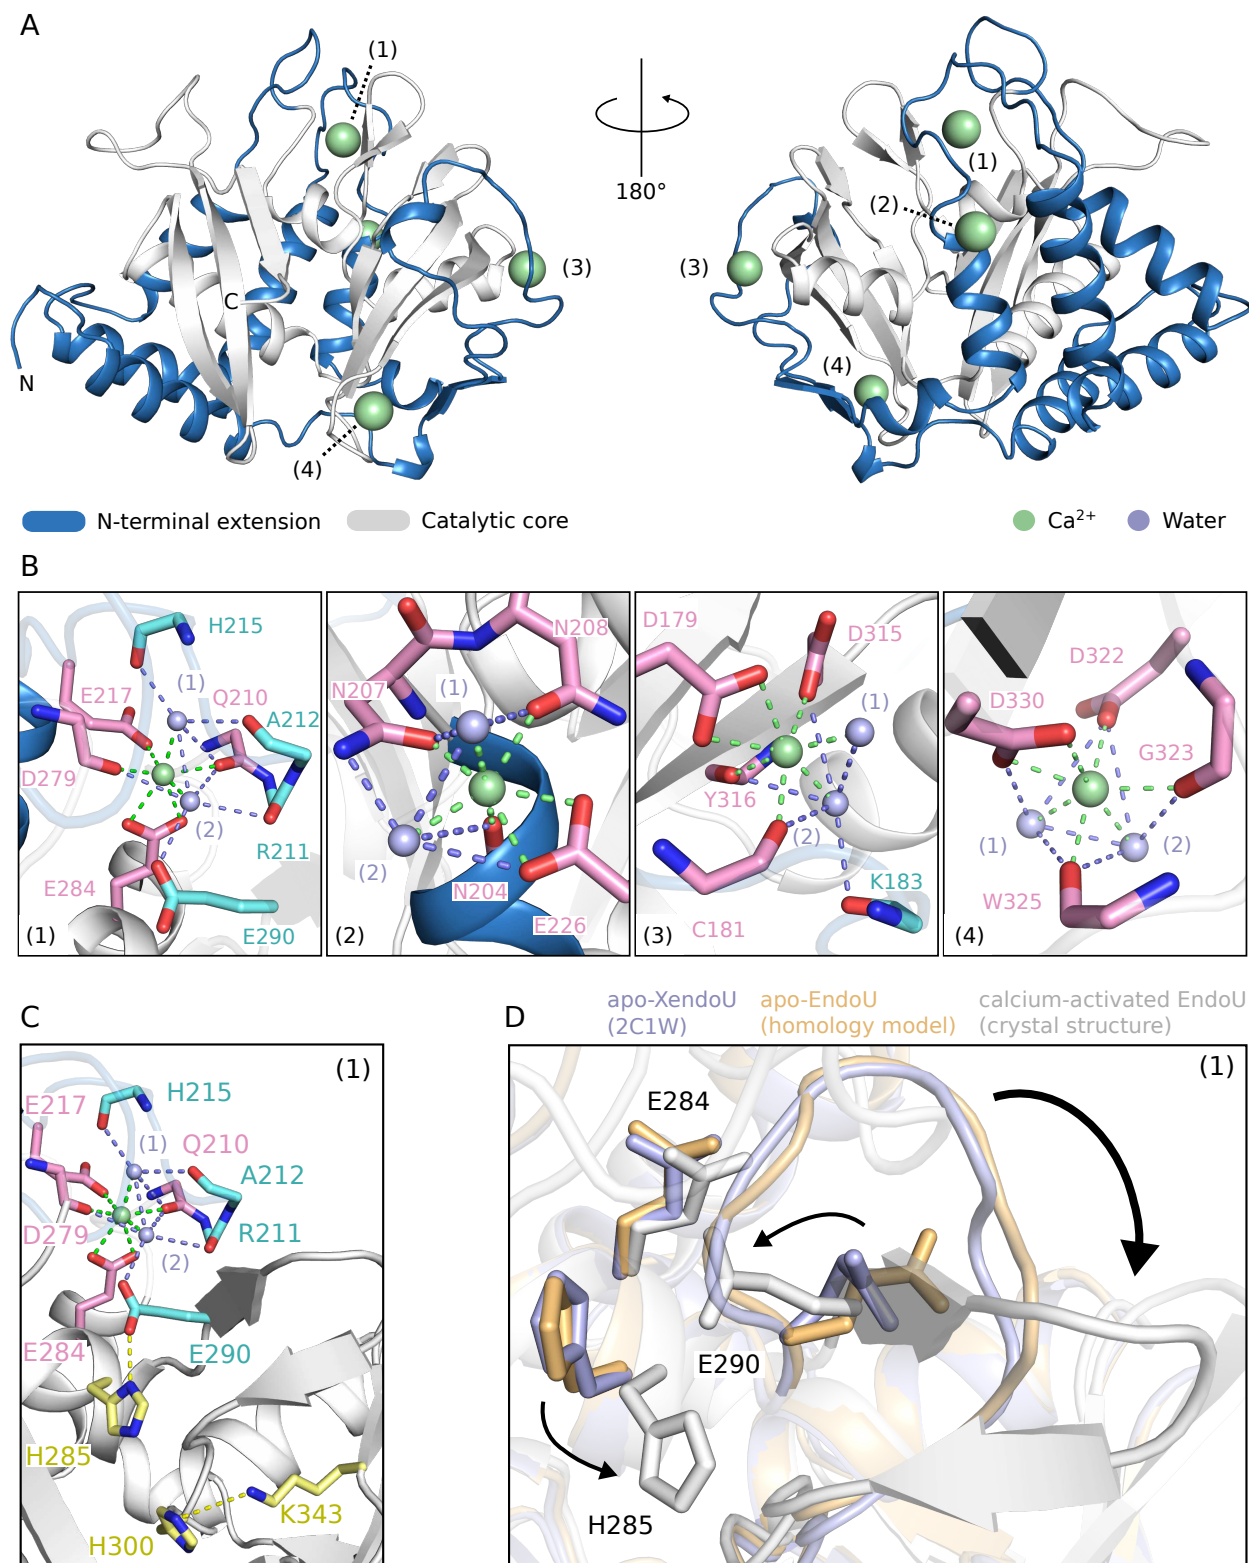 A
(1)
(3)
C
N
(4)
180°
(1)
(2)
(3)
(4)
N-terminal extension
Catalytic core
Ca²⁺
Water
B
H215
(1)
E217
Q210
A212
D279
(2)
R211
E284
E290
(1)
N208
N207
(1)
(2)
N204
E226
(2)
D179
D315
(1)
Y316
(2)
K183
C181
(3)
D322
D330
G323
(1)
(2)
W325
(4)
C
(1)
H215
E217
(1)
Q210
A212
D279
R211
(2)
E284
E290
H285
K343
H300
D
apo-XendoU
(2C1W)
apo-EndoU
(homology model)
calcium-activated EndoU
(crystal structure)
(1)
E284
E290
H285